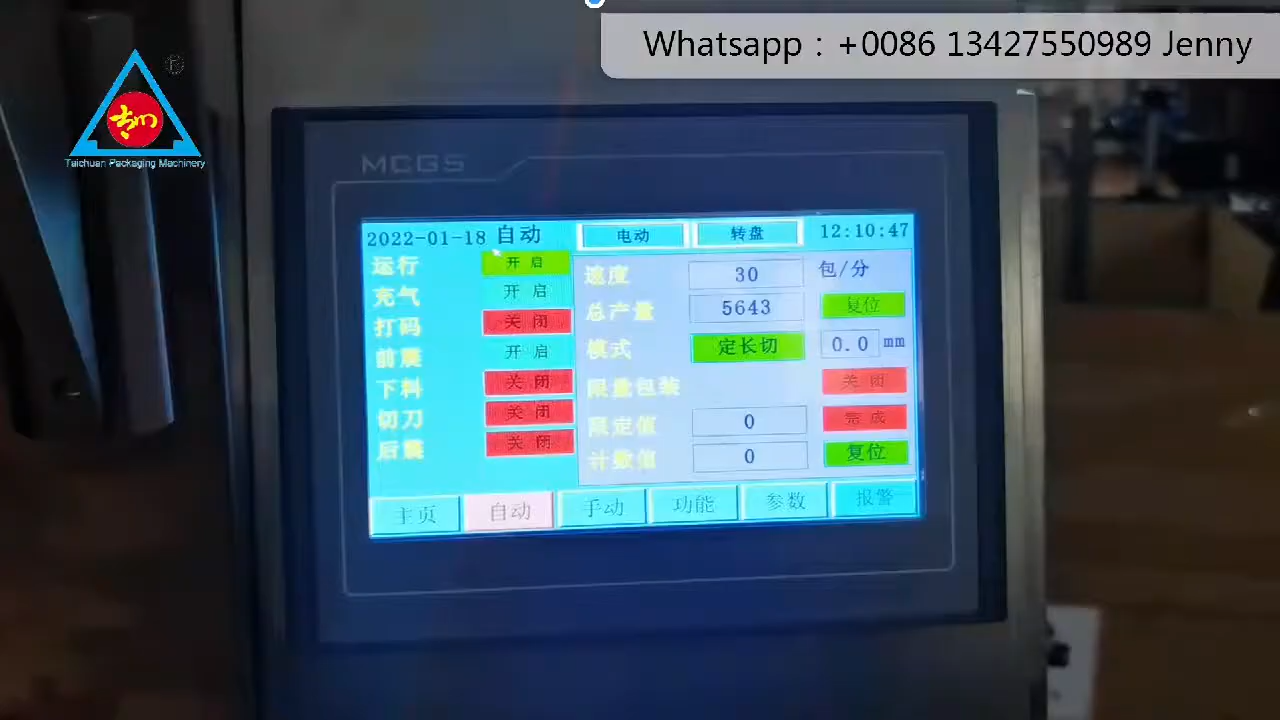 Whatsapp：+0086 13427550989 Jenny
Taichuan Packaging Machinery
MCGS
2022-01-18 自动 电动 转盘 12:10:47
运行 开启
充气 开启
打码 关闭
前震 开启
下料 关闭
切刀 关闭
后震 关闭
速度 30 包/分
总产量 5643 复位
模式 定长切 0.0 mm
限量包装 关闭
限定值 0 完成
计数值 0 复位
主页 自动 手动 功能 参数 报警